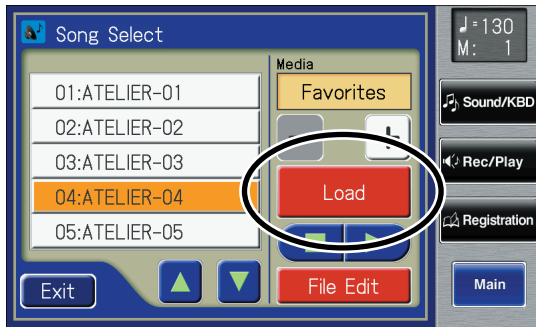 Song Select
Media
Favorites
01:ATELIER-01
02:ATELIER-02
03:ATELIER-03
04:ATELIER-04
05:ATELIER-05
- +
Load
Exit
File Edit
♩=130
M: 1
Sound/KBD
Rec/Play
Registration
Main